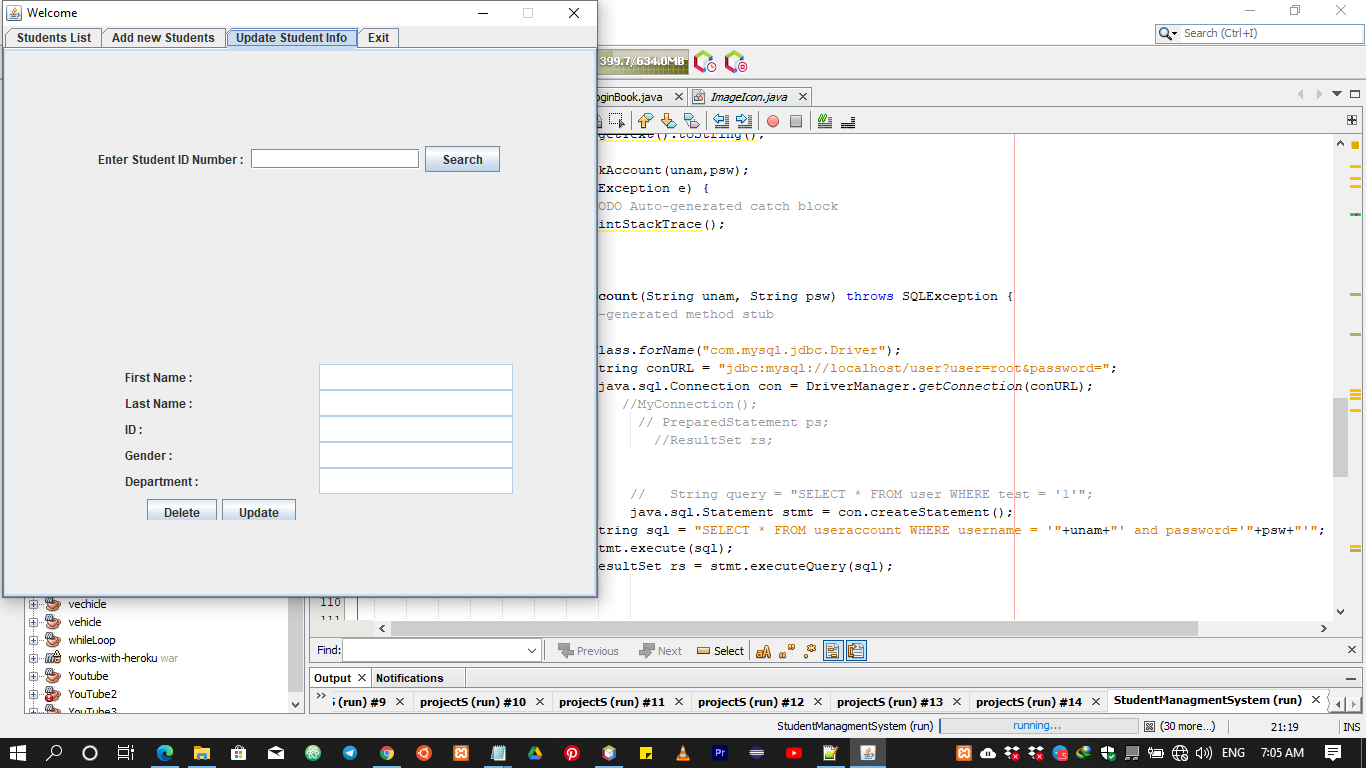 Welcome
Students List Add new Students Update Student Info Exit
Enter Student ID Number : Search
First Name :
Last Name :
ID :
Gender :
Department :
Delete Update
Search (Ctrl+I)
399.7/634.0MB
oginBook.java ImageIcon.java
getText().toString();
kAccount(unam,psw);
Exception e) {
ODO Auto-generated catch block
intStackTrace();
count(String unam, String psw) throws SQLException {
-generated method stub
lass.forName("com.mysql.jdbc.Driver");
tring conURL = "jdbc:mysql://localhost/user?user=root&password=";
java.sql.Connection con = DriverManager.getConnection(conURL);
//MyConnection();
// PreparedStatement ps;
//ResultSet rs;
// String query = "SELECT * FROM user WHERE test = '1'";
java.sql.Statement stmt = con.createStatement();
tring sql = "SELECT * FROM useraccount WHERE username = '"+unam+"' and password='"+psw+"'";
tmt.execute(sql);
esultSet rs = stmt.executeQuery(sql);
110
111
vechicle
vehicle
whileLoop
works-with-heroku war
Youtube
YouTube2
YouTube3
Find: Previous Next Select
Output Notifications
S (run) #9 projectS (run) #10 projectS (run) #11 projectS (run) #12 projectS (run) #13 projectS (run) #14 StudentManagmentSystem (run)
StudentManagmentSystem (run) running... (30 more...) 21:19 INS
Pr ENG 7:05 AM